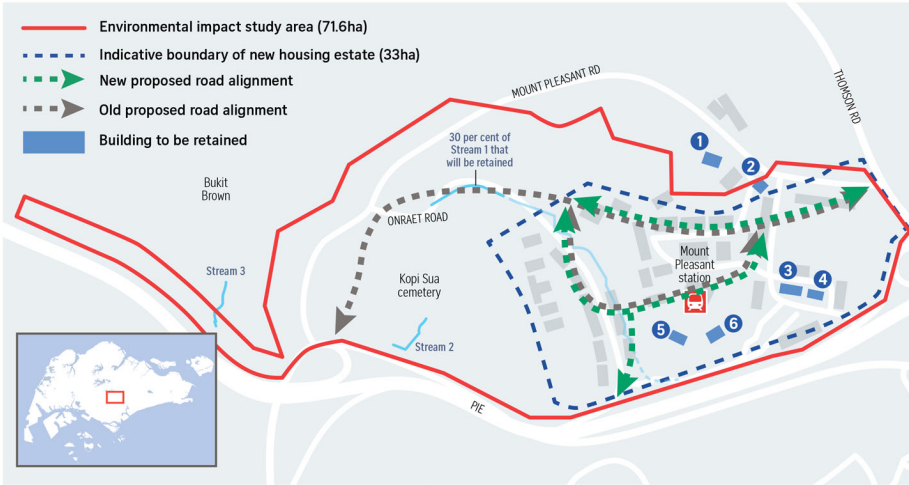 Environmental impact study area (71.6ha)
Indicative boundary of new housing estate (33ha)
New proposed road alignment
Old proposed road alignment
Building to be retained
MOUNT PLEASANT RD
THOMSON RD
30 per cent of
Stream 1 that
will be retained
1
2
Bukit
Brown
ONRAET ROAD
Mount
Pleasant
station
Stream 3
Kopi Sua
cemetery
3
4
5
6
Stream 2
PIE